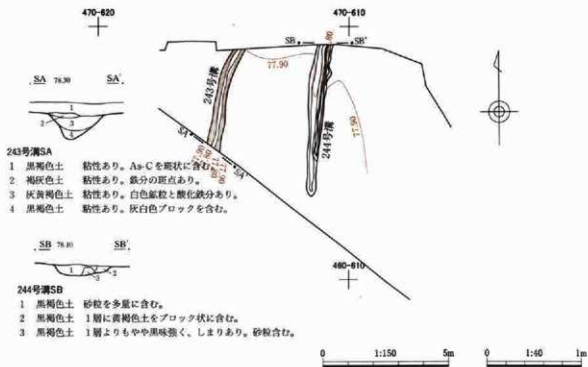 470-620
470-610
SB
SB'
.80
77.90
243号溝
244号溝
77.90
SA
SA'
460-610
SA 78.30 SA'
1
2
3
4
243号溝SA
1 黒褐色土 粘性あり。As-Cを斑状に含む。
2 褐灰色土 粘性あり。鉄分の斑点あり。
3 灰黄褐色土 粘性あり。白色鉱粒と酸化鉄分あり。
4 黒褐色土 粘性あり。灰白色ブロックを含む。
SB 78.10 SB'
1
2
3
244号溝SB
1 黒褐色土 砂粒を多量に含む。
2 黒褐色土 1層に黄褐色土をブロック状に含む。
3 黒褐色土 1層よりもやや黒味強く、しまりあり。砂粒含む。
0 1:150 5m
0 1:40 1m